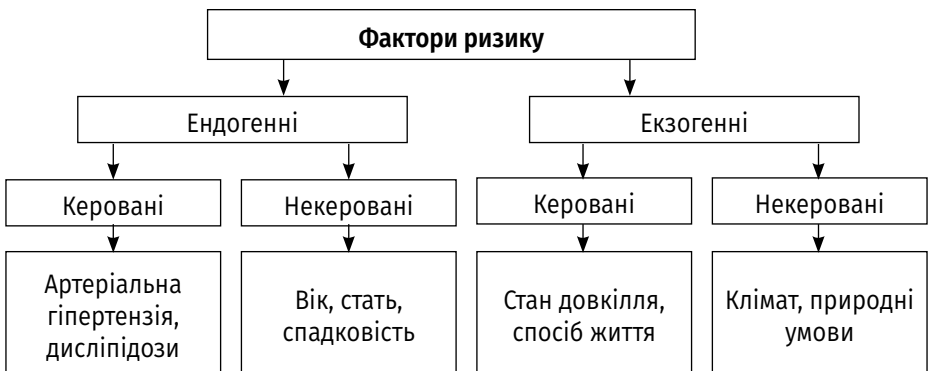 Фактори ризику
Ендогенні
Екзогенні
Керовані
Некеровані
Керовані
Некеровані
Артеріальна
гіпертензія,
дисліпідози
Вік, стать,
спадковість
Стан довкілля,
спосіб життя
Клімат, природні
умови